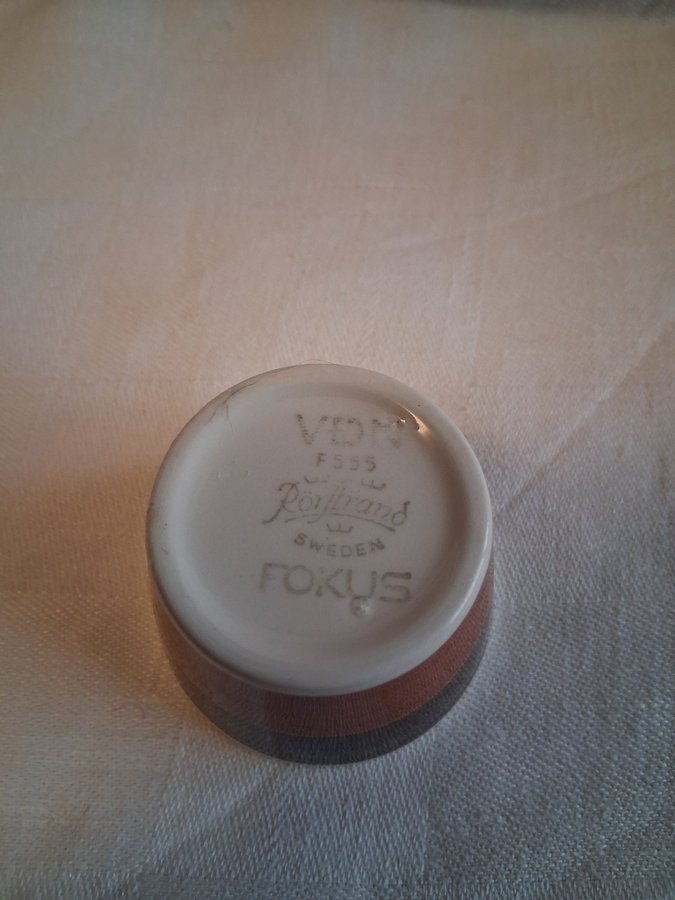 VDN
F555
Rörstrand
SWEDEN
FOKUS